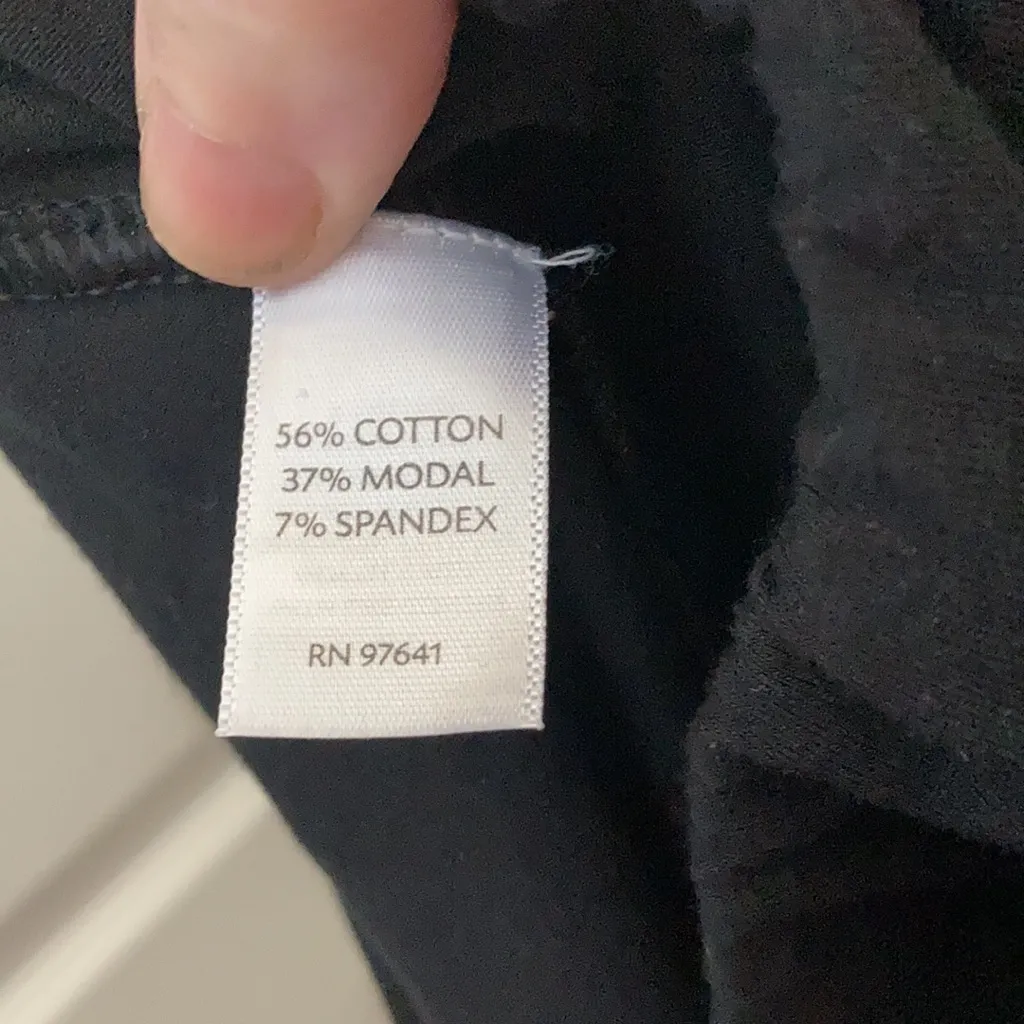 56% COTTON
37% MODAL
7% SPANDEX
RN 97641